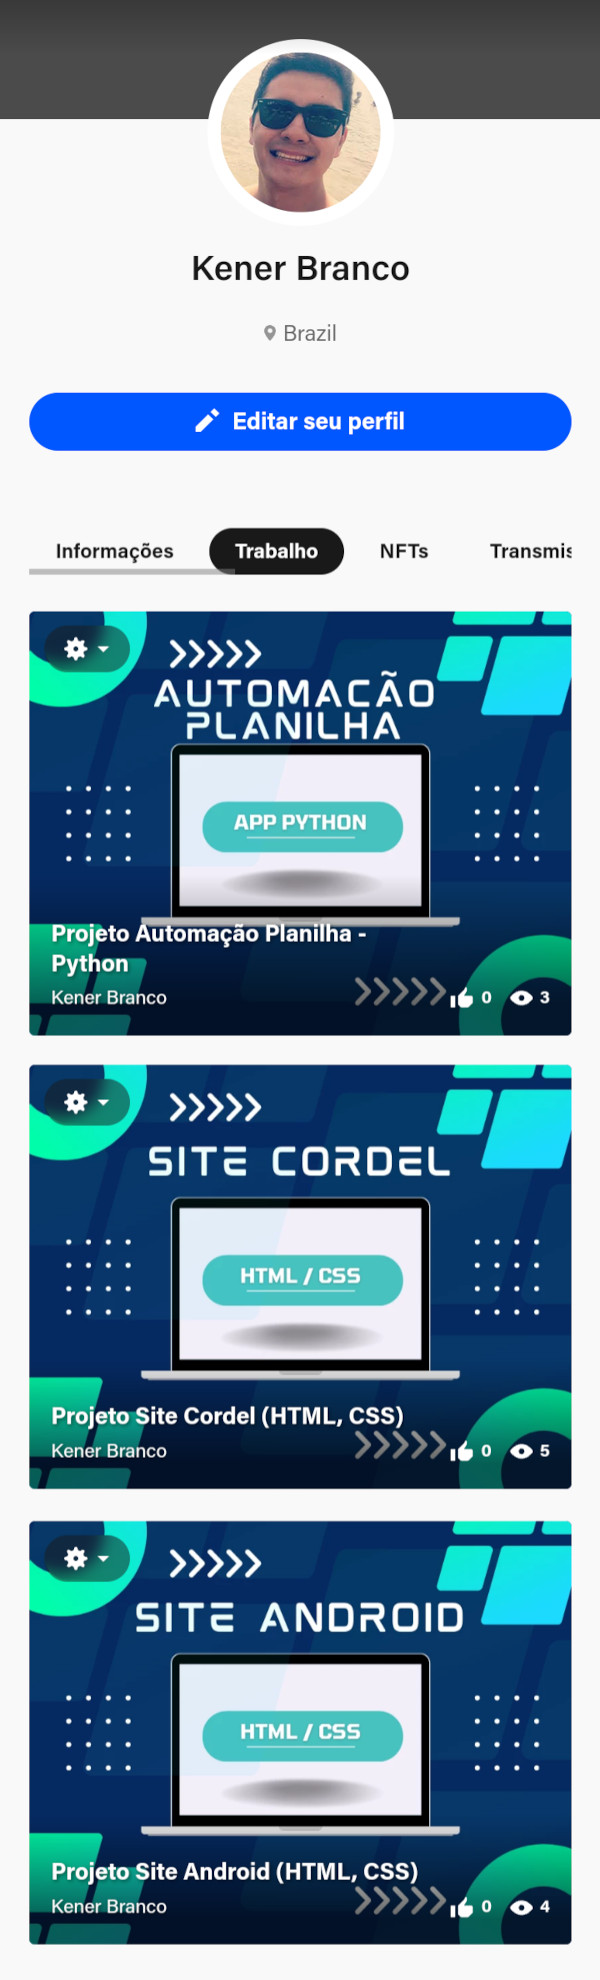 Kener Branco
Brazil
Editar seu perfil
Informações Trabalho NFTs Transmis
AUTOMAÇÃO
PLANILHA
APP PYTHON
Projeto Automação Planilha -
Python
Kener Branco 0 3
SITE CORDEL
HTML / CSS
Projeto Site Cordel (HTML, CSS)
Kener Branco 0 5
SITE ANDROID
HTML / CSS
Projeto Site Android (HTML, CSS)
Kener Branco 0 4